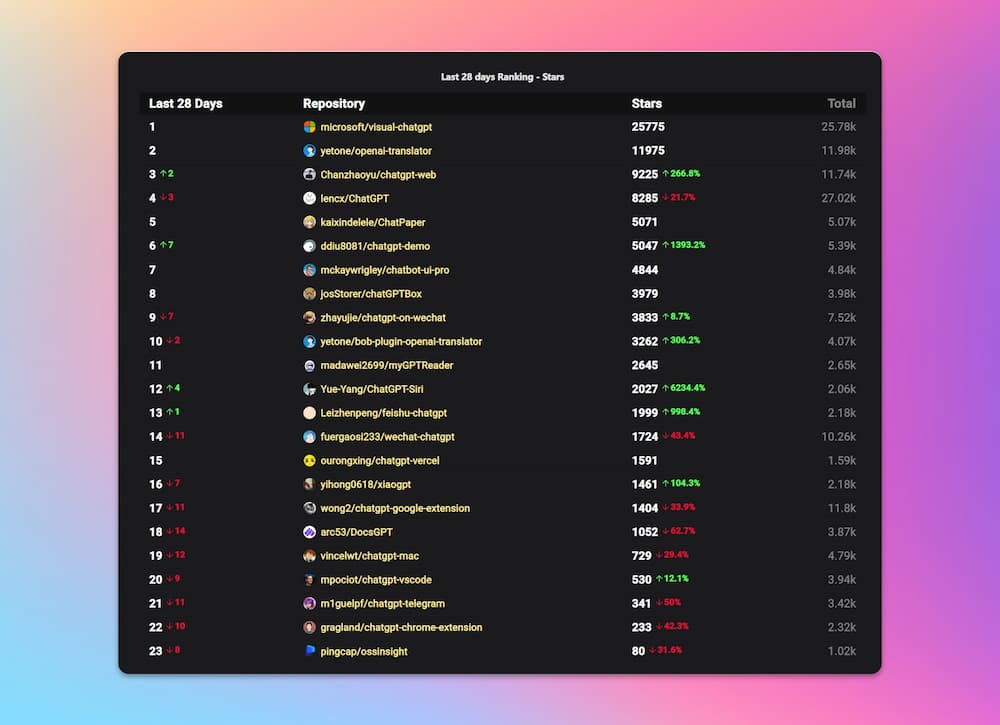 Last 28 days Ranking - Stars
Last 28 Days Repository Stars Total
1 microsoft/visual-chatgpt 25775 25.78k
2 yetone/openai-translator 11975 11.98k
3 ↑2 Chanzhaoyu/chatgpt-web 9225 ↑266.8% 11.74k
4 ↓3 lencx/ChatGPT 8285 ↓21.7% 27.02k
5 kaixindelele/ChatPaper 5071 5.07k
6 ↑7 ddiu8081/chatgpt-demo 5047 ↑1393.2% 5.39k
7 mckaywrigley/chatbot-ui-pro 4844 4.84k
8 josStorer/chatGPTBox 3979 3.98k
9 ↓7 zhayujie/chatgpt-on-wechat 3833 ↑8.7% 7.52k
10 ↓2 yetone/bob-plugin-openai-translator 3262 ↑306.2% 4.07k
11 madawei2699/myGPTReader 2645 2.65k
12 ↑4 Yue-Yang/ChatGPT-Siri 2027 ↑6234.4% 2.06k
13 ↑1 Leizhenpeng/feishu-chatgpt 1999 ↑998.4% 2.18k
14 ↓11 fuergaosi233/wechat-chatgpt 1724 ↓43.4% 10.26k
15 ourongxing/chatgpt-vercel 1591 1.59k
16 ↓7 yihong0618/xiaogpt 1461 ↑104.3% 2.18k
17 ↓11 wong2/chatgpt-google-extension 1404 ↓33.9% 11.8k
18 ↓14 arc53/DocsGPT 1052 ↓62.7% 3.87k
19 ↓12 vincelwt/chatgpt-mac 729 ↓29.4% 4.79k
20 ↓9 mpociot/chatgpt-vscode 530 ↑12.1% 3.94k
21 ↓11 m1guelpf/chatgpt-telegram 341 ↓50% 3.42k
22 ↓10 gragland/chatgpt-chrome-extension 233 ↓42.3% 2.32k
23 ↓8 pingcap/ossinsight 80 ↓31.6% 1.02k